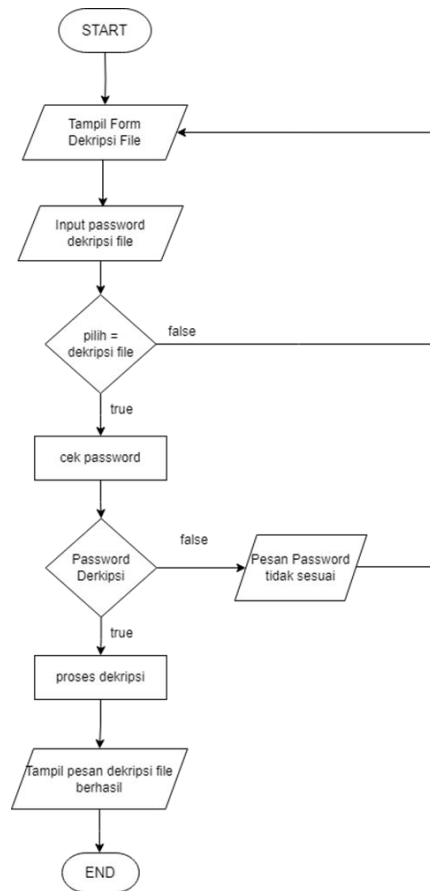 START
Tampil Form
Dekripsi File
Input password
dekripsi file
pilih =
dekripsi file
false
true
cek password
Password
Derkipsi
false
Pesan Password
tidak sesuai
true
proses dekripsi
Tampil pesan dekripsi file
berhasil
END